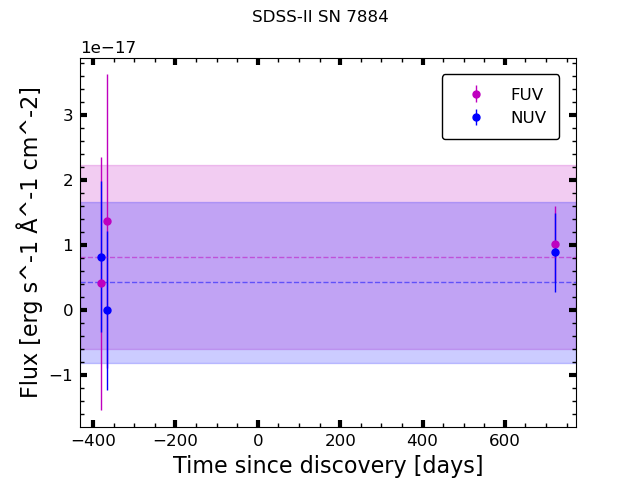 SDSS-II SN 7884
1e−17
FUV
NUV
3
2
1
0
−1
Flux [erg s^-1 Å^-1 cm^-2]
−400 −200 0 200 400 600
Time since discovery [days]